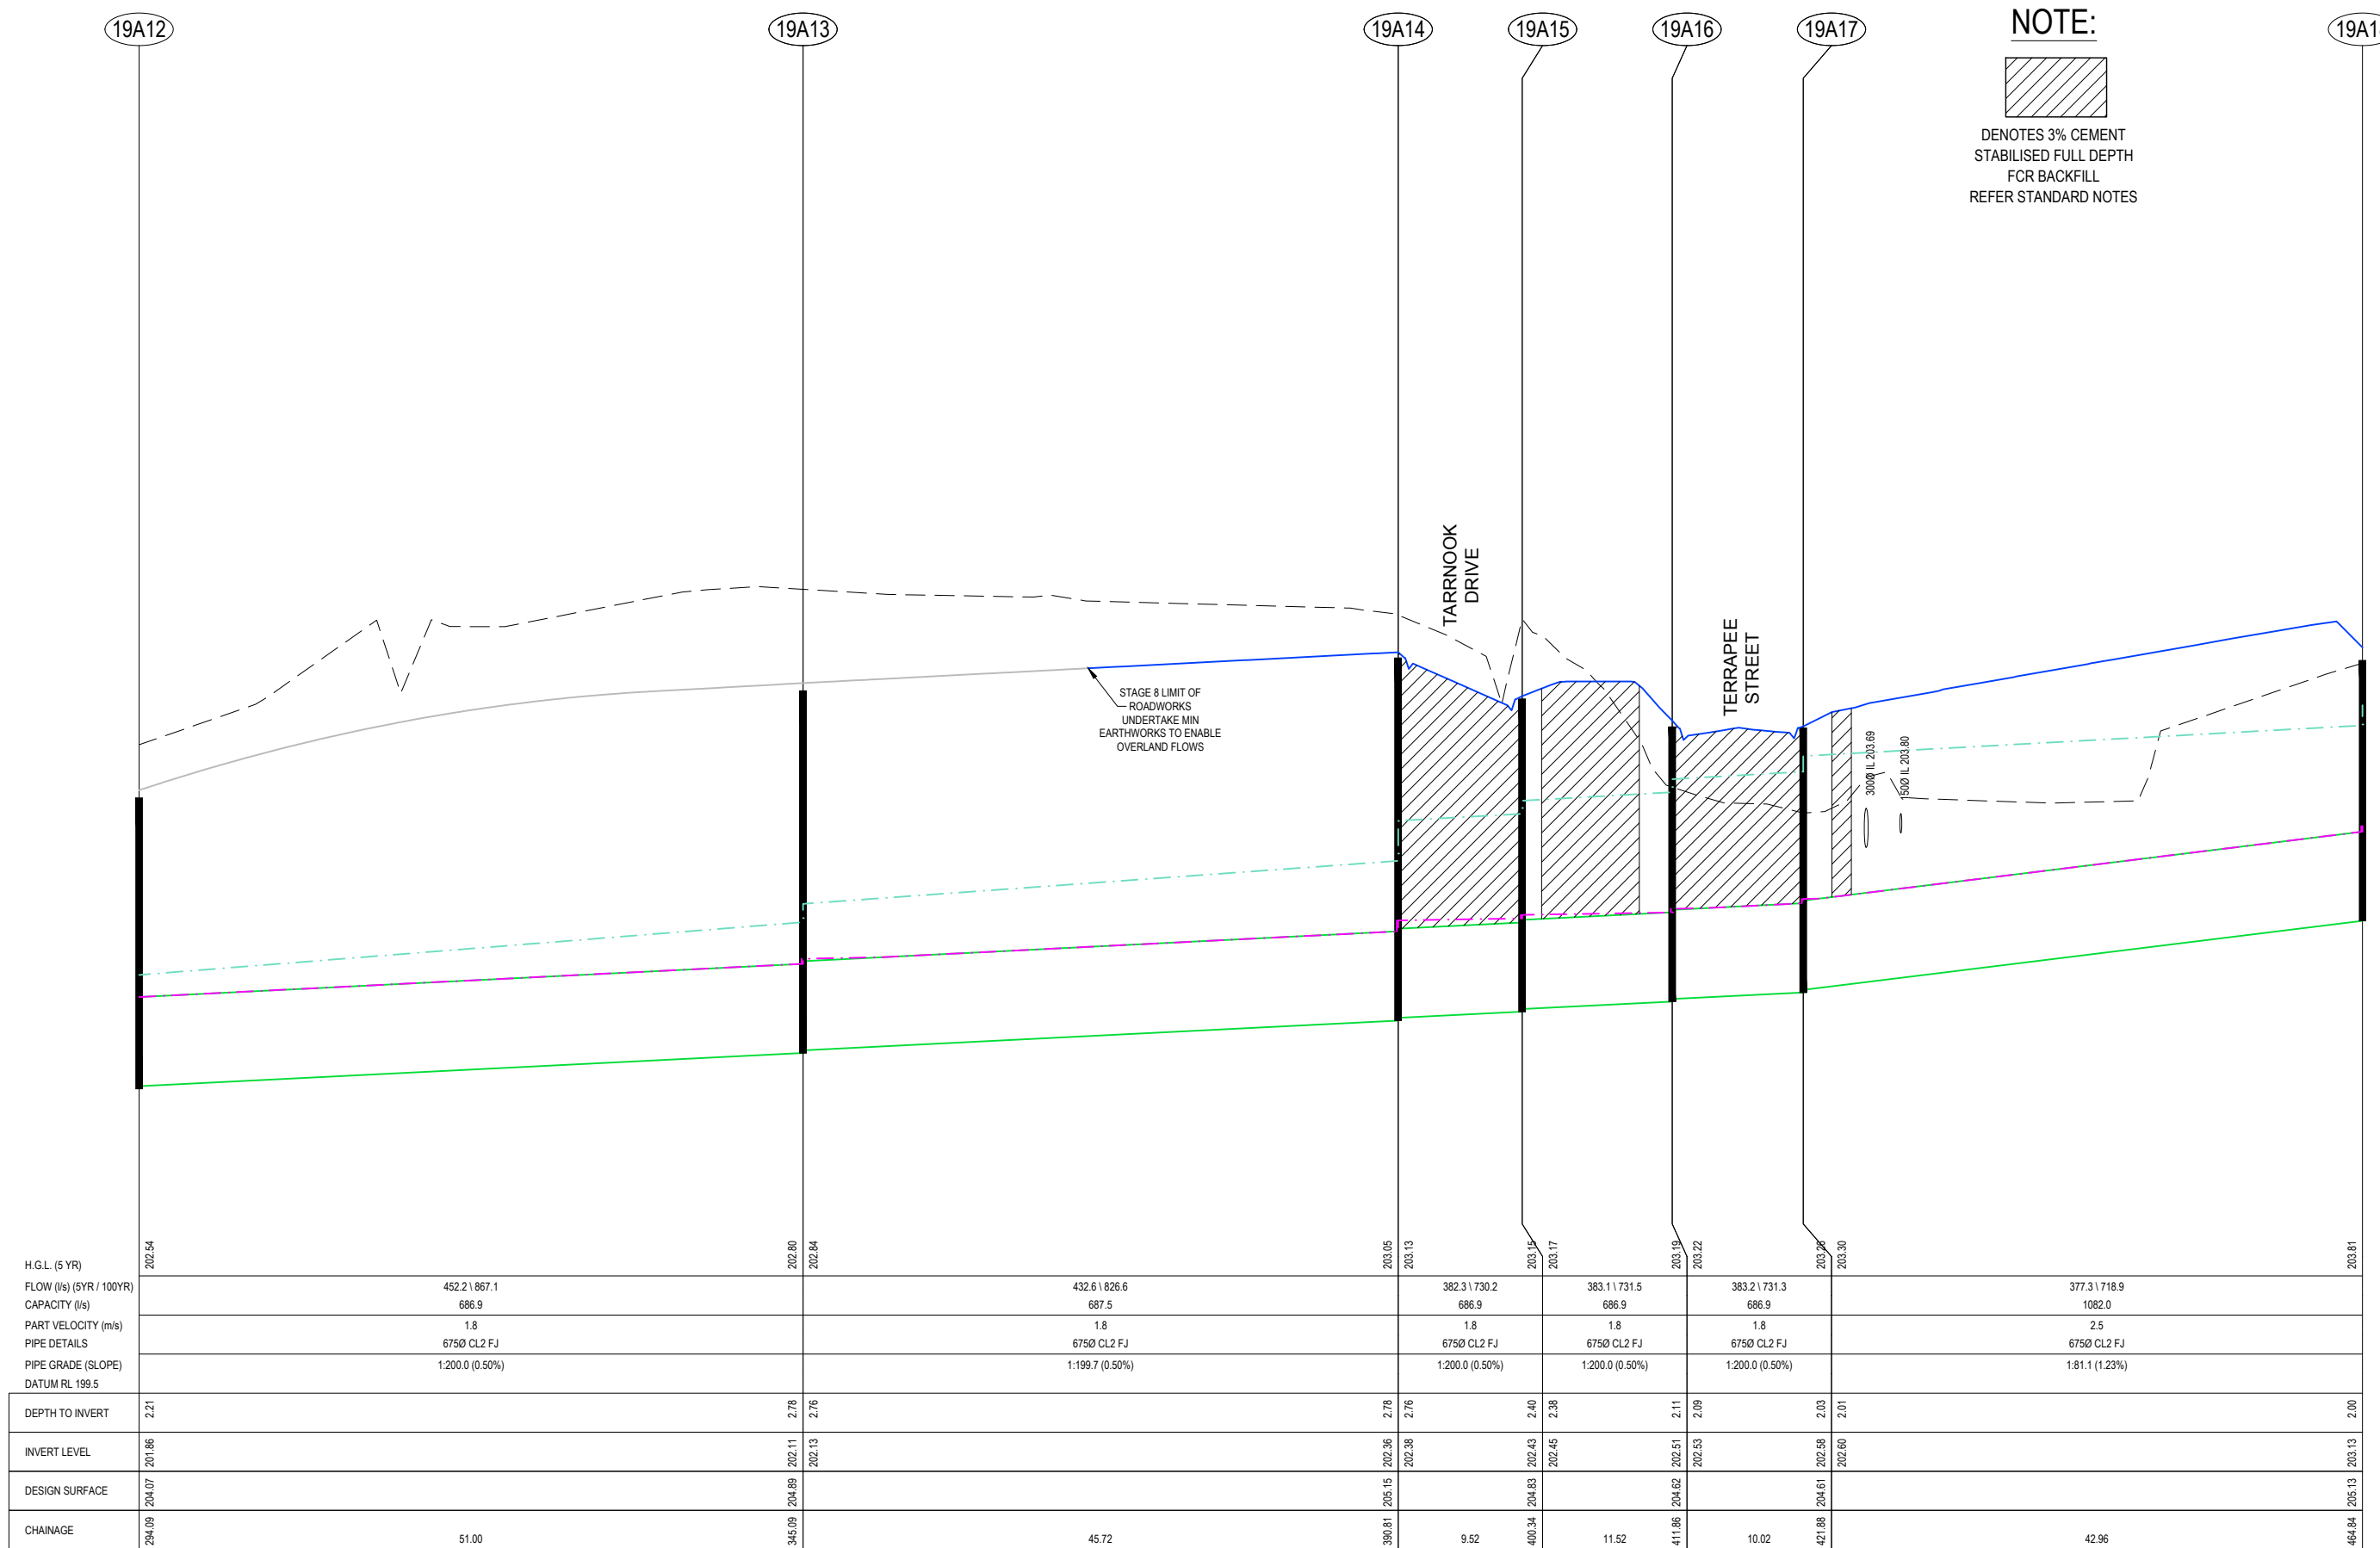 19A12
19A13
19A14
19A15
19A16
19A17
NOTE:
DENOTES 3% CEMENT
STABILISED FULL DEPTH
FCR BACKFILL
REFER STANDARD NOTES
TARRNOOK
DRIVE
TERRAPEE
STREET
STAGE 8 LIMIT OF
ROADWORKS
UNDERTAKE MIN
EARTHWORKS TO ENABLE
OVERLAND FLOWS
300Ø IL 203.69
150Ø IL 203.80
H.G.L. (5 YR) 202.54 202.80 202.84 203.05 203.13 203.15 203.17 203.19 203.22 203.28 203.30 203.81
FLOW (l/s) (5YR / 100YR) 452.2 \ 867.1 432.6 \ 826.6 382.3 \ 730.2 383.1 \ 731.5 383.2 \ 731.3 377.3 \ 718.9
CAPACITY (l/s) 686.9 687.5 686.9 686.9 686.9 1082.0
PART VELOCITY (m/s) 1.8 1.8 1.8 1.8 1.8 2.5
PIPE DETAILS 675Ø CL2 FJ 675Ø CL2 FJ 675Ø CL2 FJ 675Ø CL2 FJ 675Ø CL2 FJ 675Ø CL2 FJ
PIPE GRADE (SLOPE) 1:200.0 (0.50%) 1:199.7 (0.50%) 1:200.0 (0.50%) 1:200.0 (0.50%) 1:200.0 (0.50%) 1:81.1 (1.23%)
DATUM RL 199.5
DEPTH TO INVERT 2.21 2.78 2.76 2.78 2.76 2.40 2.38 2.11 2.09 2.03 2.01 2.00
INVERT LEVEL 201.86 202.11 202.13 202.36 202.38 202.43 202.45 202.51 202.53 202.58 202.60 203.13
DESIGN SURFACE 204.07 204.89 205.15 204.83 204.62 204.61 205.13
CHAINAGE 294.09 51.00 345.09 45.72 390.81 9.52 400.34 11.52 411.86 10.02 421.88 42.96 464.84